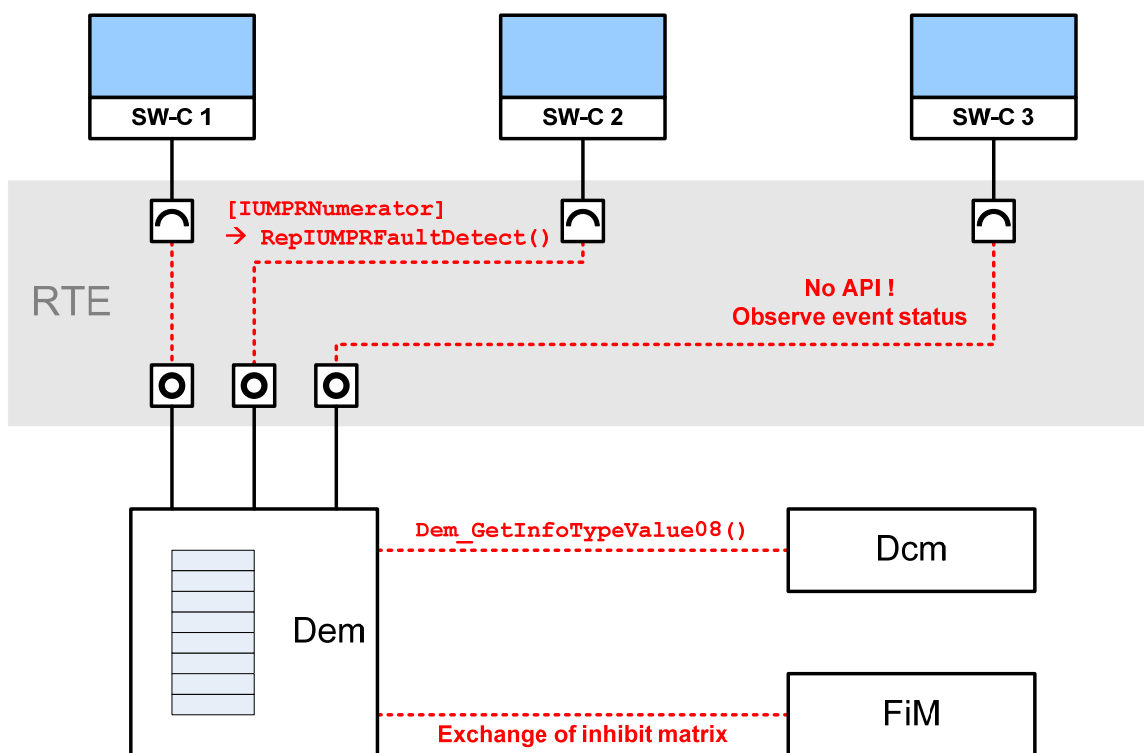 SW-C 1
SW-C 2
SW-C 3
[IUMPRNumerator]
→ RepIUMPRFaultDetect()
RTE
No API !
Observe event status
Dem_GetInfoTypeValue08()
Dcm
Dem
FiM
Exchange of inhibit matrix